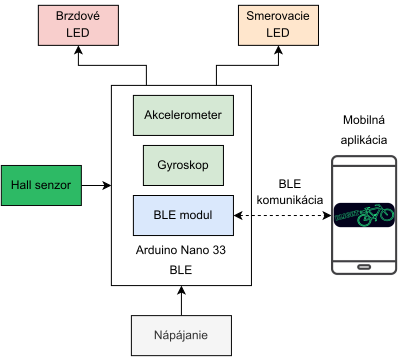 Brzdové
LED
Smerovacie
LED
Akcelerometer
Mobilná
aplikácia
Gyroskop
Hall senzor
BLE
komunikácia
BLE modul
Arduino Nano 33
BLE
Nápájanie